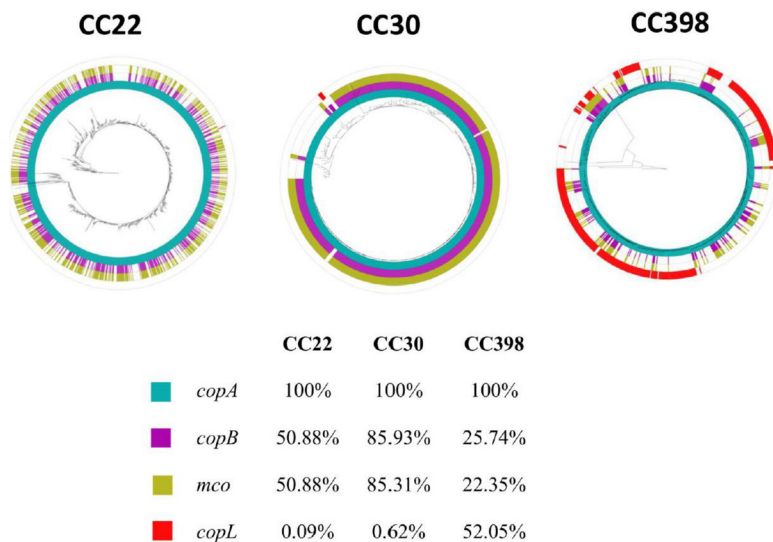 CC22 CC30 CC398
CC22 CC30 CC398
copA 100% 100% 100%
copB 50.88% 85.93% 25.74%
mco 50.88% 85.31% 22.35%
copL 0.09% 0.62% 52.05%